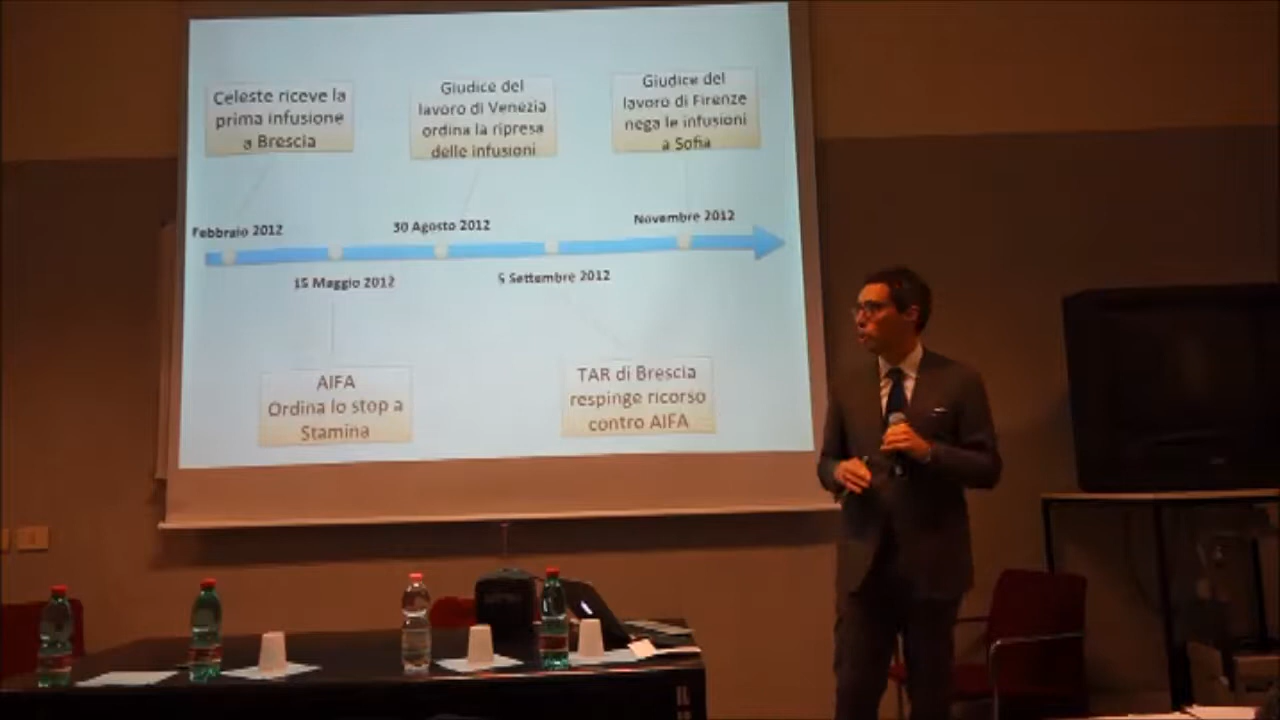 Celeste riceve la
prima infusione
a Brescia
Giudice del
lavoro di Venezia
ordina la ripresa
delle infusioni
Giudice del
lavoro di Firenze
nega le infusioni
a Sofia
Febbraio 2012
30 Agosto 2012
Novembre 2012
15 Maggio 2012
5 Settembre 2012
AIFA
Ordina lo stop a
Stamina
TAR di Brescia
respinge ricorso
contro AIFA